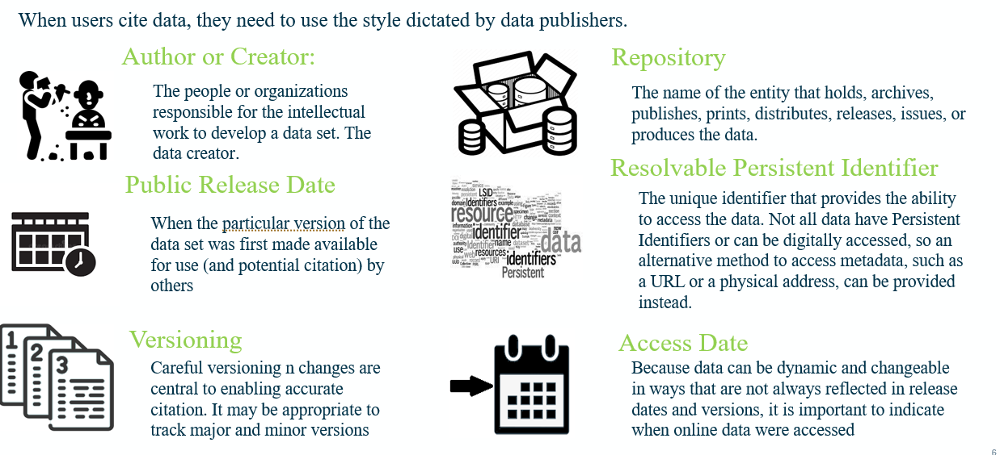 When users cite data, they need to use the style dictated by data publishers.
Author or Creator:
The people or organizations
responsible for the intellectual
work to develop a data set. The
data creator.
Public Release Date
When the particular version of the
data set was first made available
for use (and potential citation) by
others
1
2
3
Versioning
Careful versioning n changes are
central to enabling accurate
citation. It may be appropriate to
track major and minor versions
Repository
The name of the entity that holds, archives,
publishes, prints, distributes, releases, issues, or
produces the data.
Resolvable Persistent Identifier
LSID
identifiers
resource
identifier
data
name
use
web resources
URI
identifiers
Persistent
The unique identifier that provides the ability
to access the data. Not all data have Persistent
Identifiers or can be digitally accessed, so an
alternative method to access metadata, such as
a URL or a physical address, can be provided
instead.
Access Date
Because data can be dynamic and changeable
in ways that are not always reflected in release
dates and versions, it is important to indicate
when online data were accessed
6